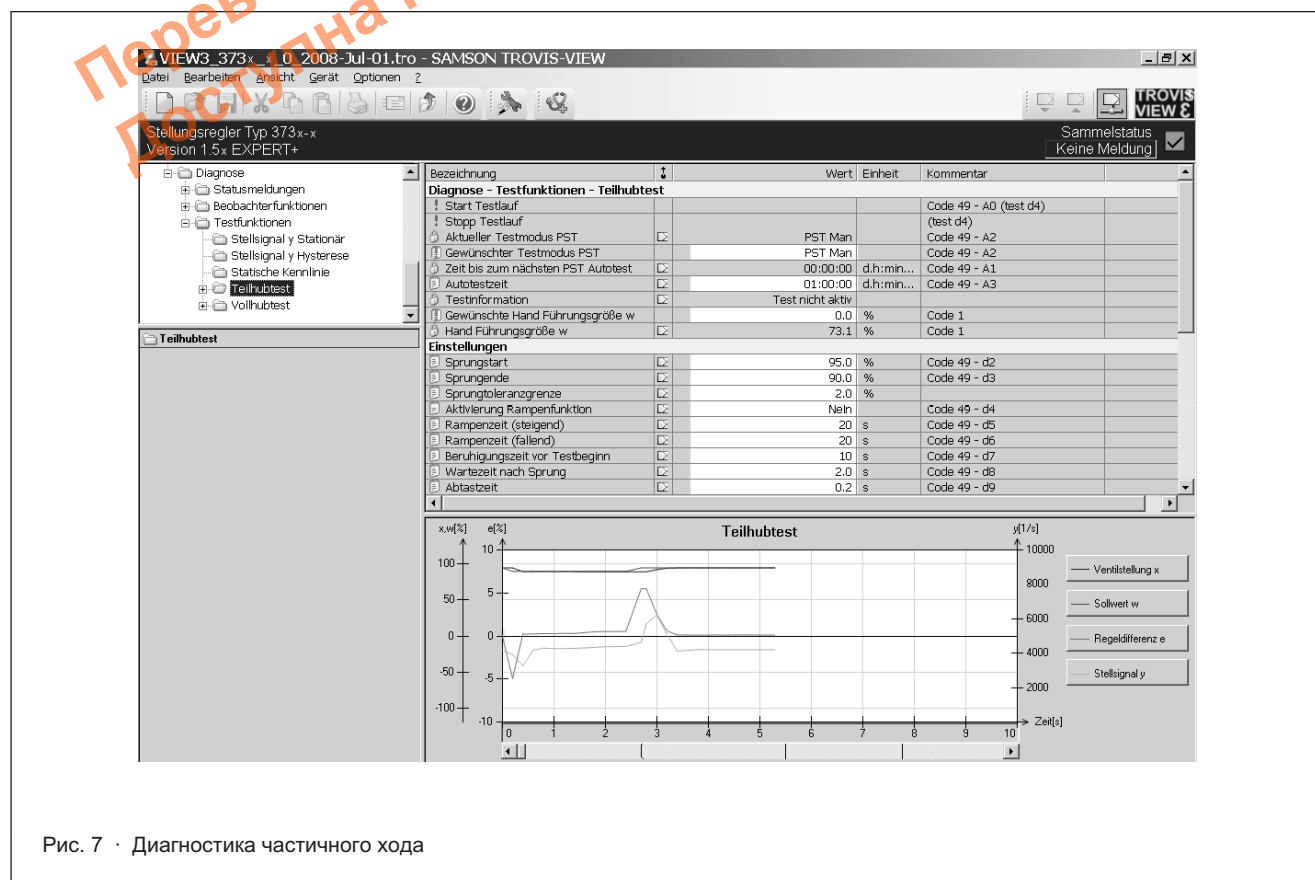 Перев
Доступна н
VIEW3_373x_x_0_2008-Jul-01.tro - SAMSON TROVIS-VIEW
Datei Bearbeiten Ansicht Gerät Optionen ?
TROVIS
VIEW 3
Stellungsregler Typ 373x-x
Version 1.5x EXPERT+
Sammelstatus
Keine Meldung
Diagnose
Statusmeldungen
Beobachterfunktionen
Testfunktionen
Stellsignal y Stationär
Stellsignal y Hysterese
Statische Kennlinie
Teilhubtest
Vollhubtest
Teilhubtest
Bezeichnung Wert Einheit Kommentar
Diagnose - Testfunktionen - Teilhubtest
Start Testlauf Code 49 - A0 (test d4)
Stopp Testlauf (test d4)
Aktueller Testmodus PST PST Man Code 49 - A2
Gewünschter Testmodus PST PST Man Code 49 - A2
Zeit bis zum nächsten PST Autotest 00:00:00 d.h:min... Code 49 - A1
Autotestzeit 01:00:00 d.h:min... Code 49 - A3
Testinformation Test nicht aktiv
Gewünschte Hand Führungsgröße w 0.0 % Code 1
Hand Führungsgröße w 73.1 % Code 1
Einstellungen
Sprungstart 95.0 % Code 49 - d2
Sprungende 90.0 % Code 49 - d3
Sprungtoleranzgrenze 2.0 %
Aktivierung Rampenfunktion Nein Code 49 - d4
Rampenzeit (steigend) 20 s Code 49 - d5
Rampenzeit (fallend) 20 s Code 49 - d6
Beruhigungszeit vor Testbeginn 10 s Code 49 - d7
Wartezeit nach Sprung 2.0 s Code 49 - d8
Abtastzeit 0.2 s Code 49 - d9
x,w[%] e[%] Teilhubtest y[1/s]
100 10 10000
8000
50 5
6000
0 0
4000
-50 -5
2000
-100 -10
0 1 2 3 4 5 6 7 8 9 10 Zeit[s]
Ventilstellung x
Sollwert w
Regeldifferenz e
Stellsignal y
Рис. 7 · Диагностика частичного хода